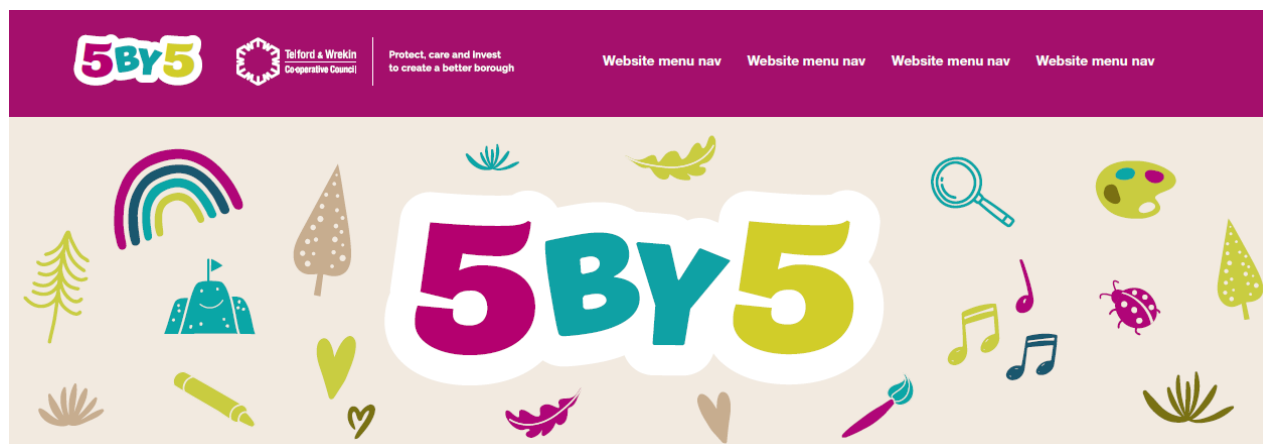 5BY5
Telford & Wrekin
Co-operative Council
Protect, care and invest
to create a better borough
Website menu nav
Website menu nav
Website menu nav
Website menu nav
5BY5